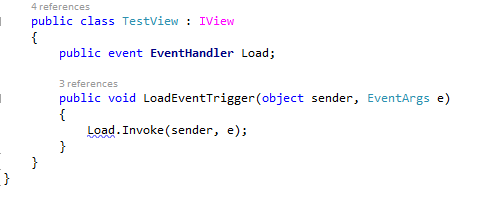 4 references
public class TestView : IView
{
public event EventHandler Load;
3 references
public void LoadEventTrigger(object sender, EventArgs e)
{
Load.Invoke(sender, e);
}
}
}